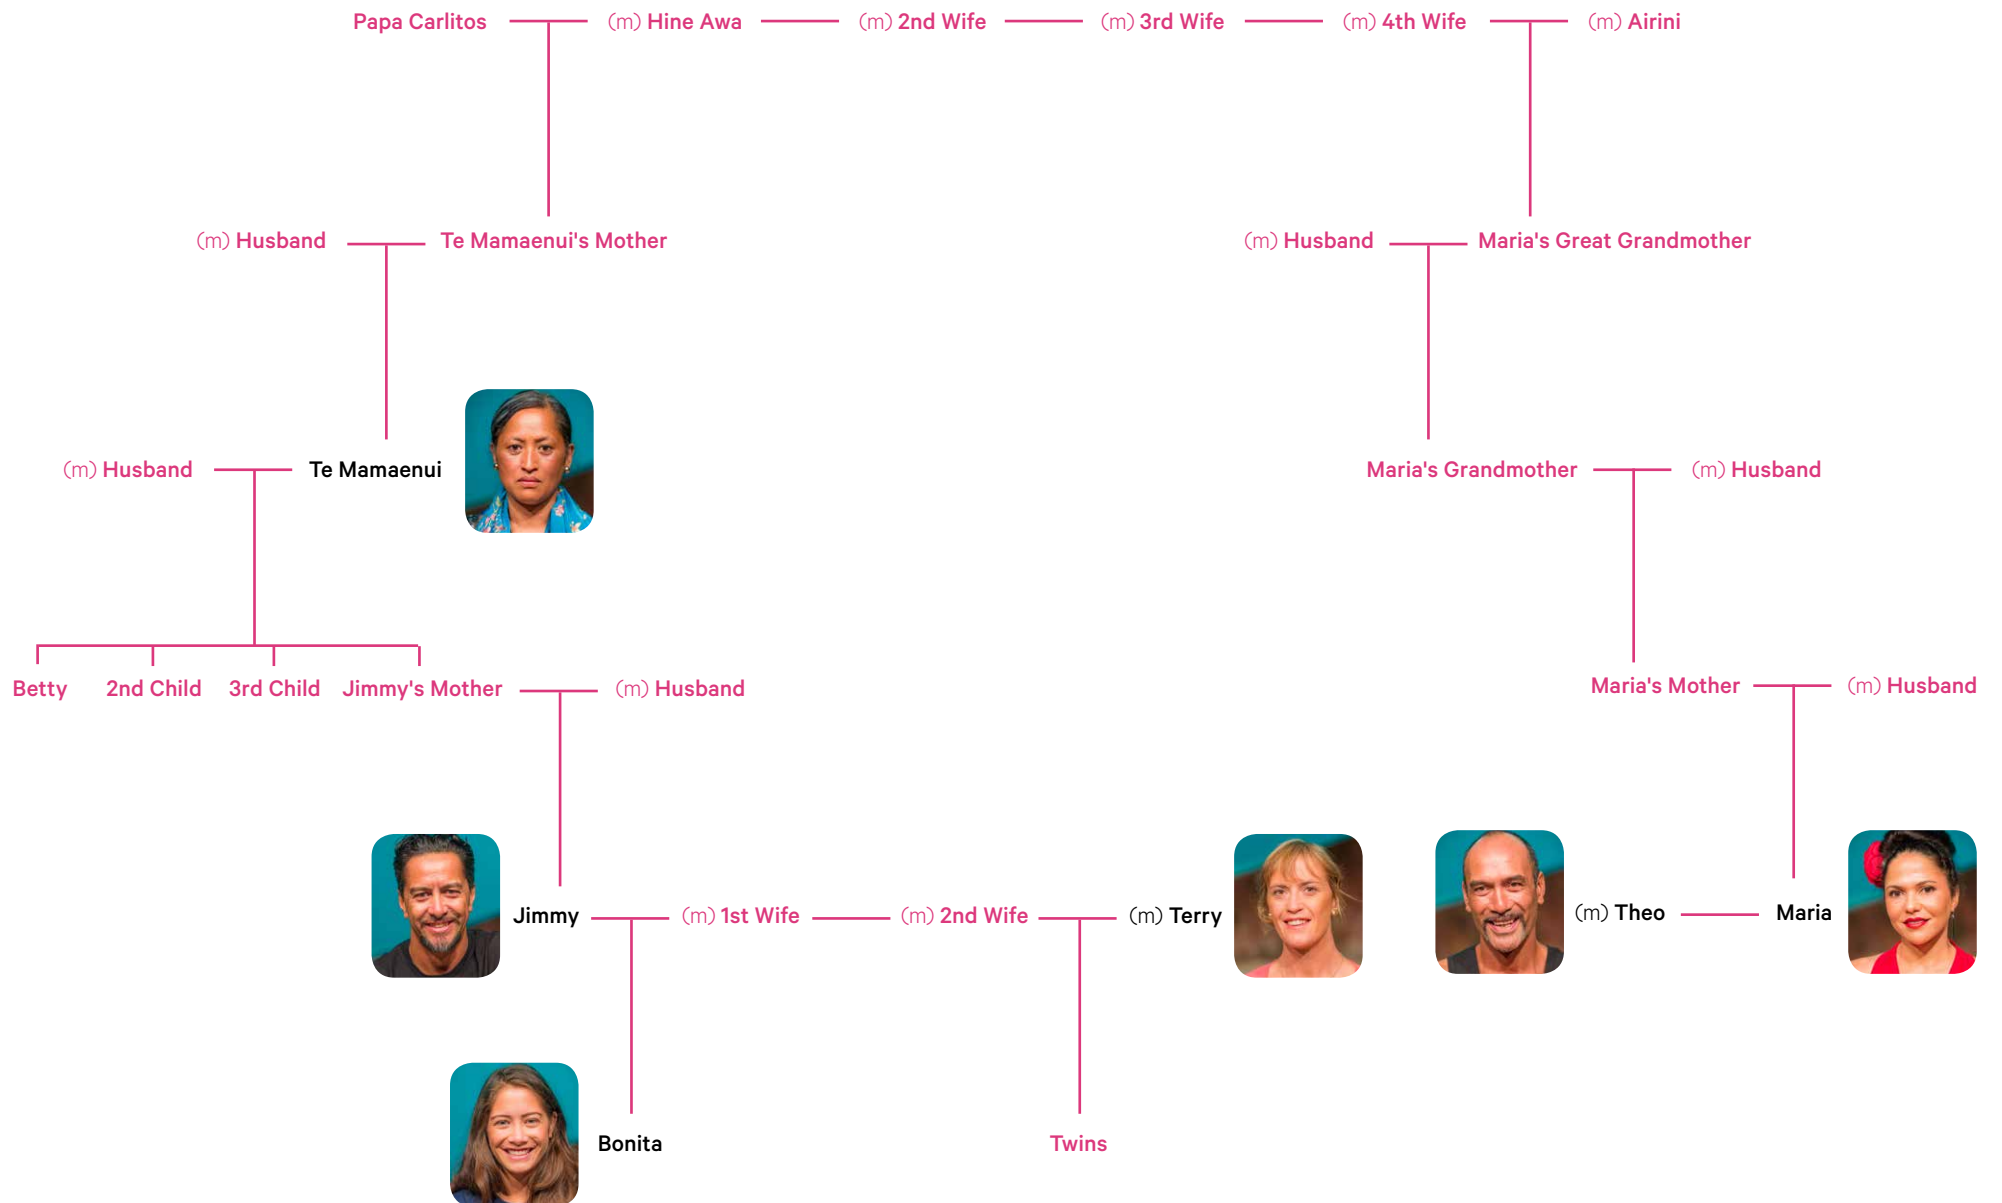 Papa Carlitos (m) Hine Awa (m) 2nd Wife (m) 3rd Wife (m) 4th Wife (m) Airini
(m) Husband Te Mamaenui's Mother (m) Husband Maria's Great Grandmother
(m) Husband Te Mamaenui Maria's Grandmother (m) Husband
Betty 2nd Child 3rd Child Jimmy's Mother (m) Husband Maria's Mother (m) Husband
Jimmy (m) 1st Wife (m) 2nd Wife (m) Terry (m) Theo Maria
Bonita Twins